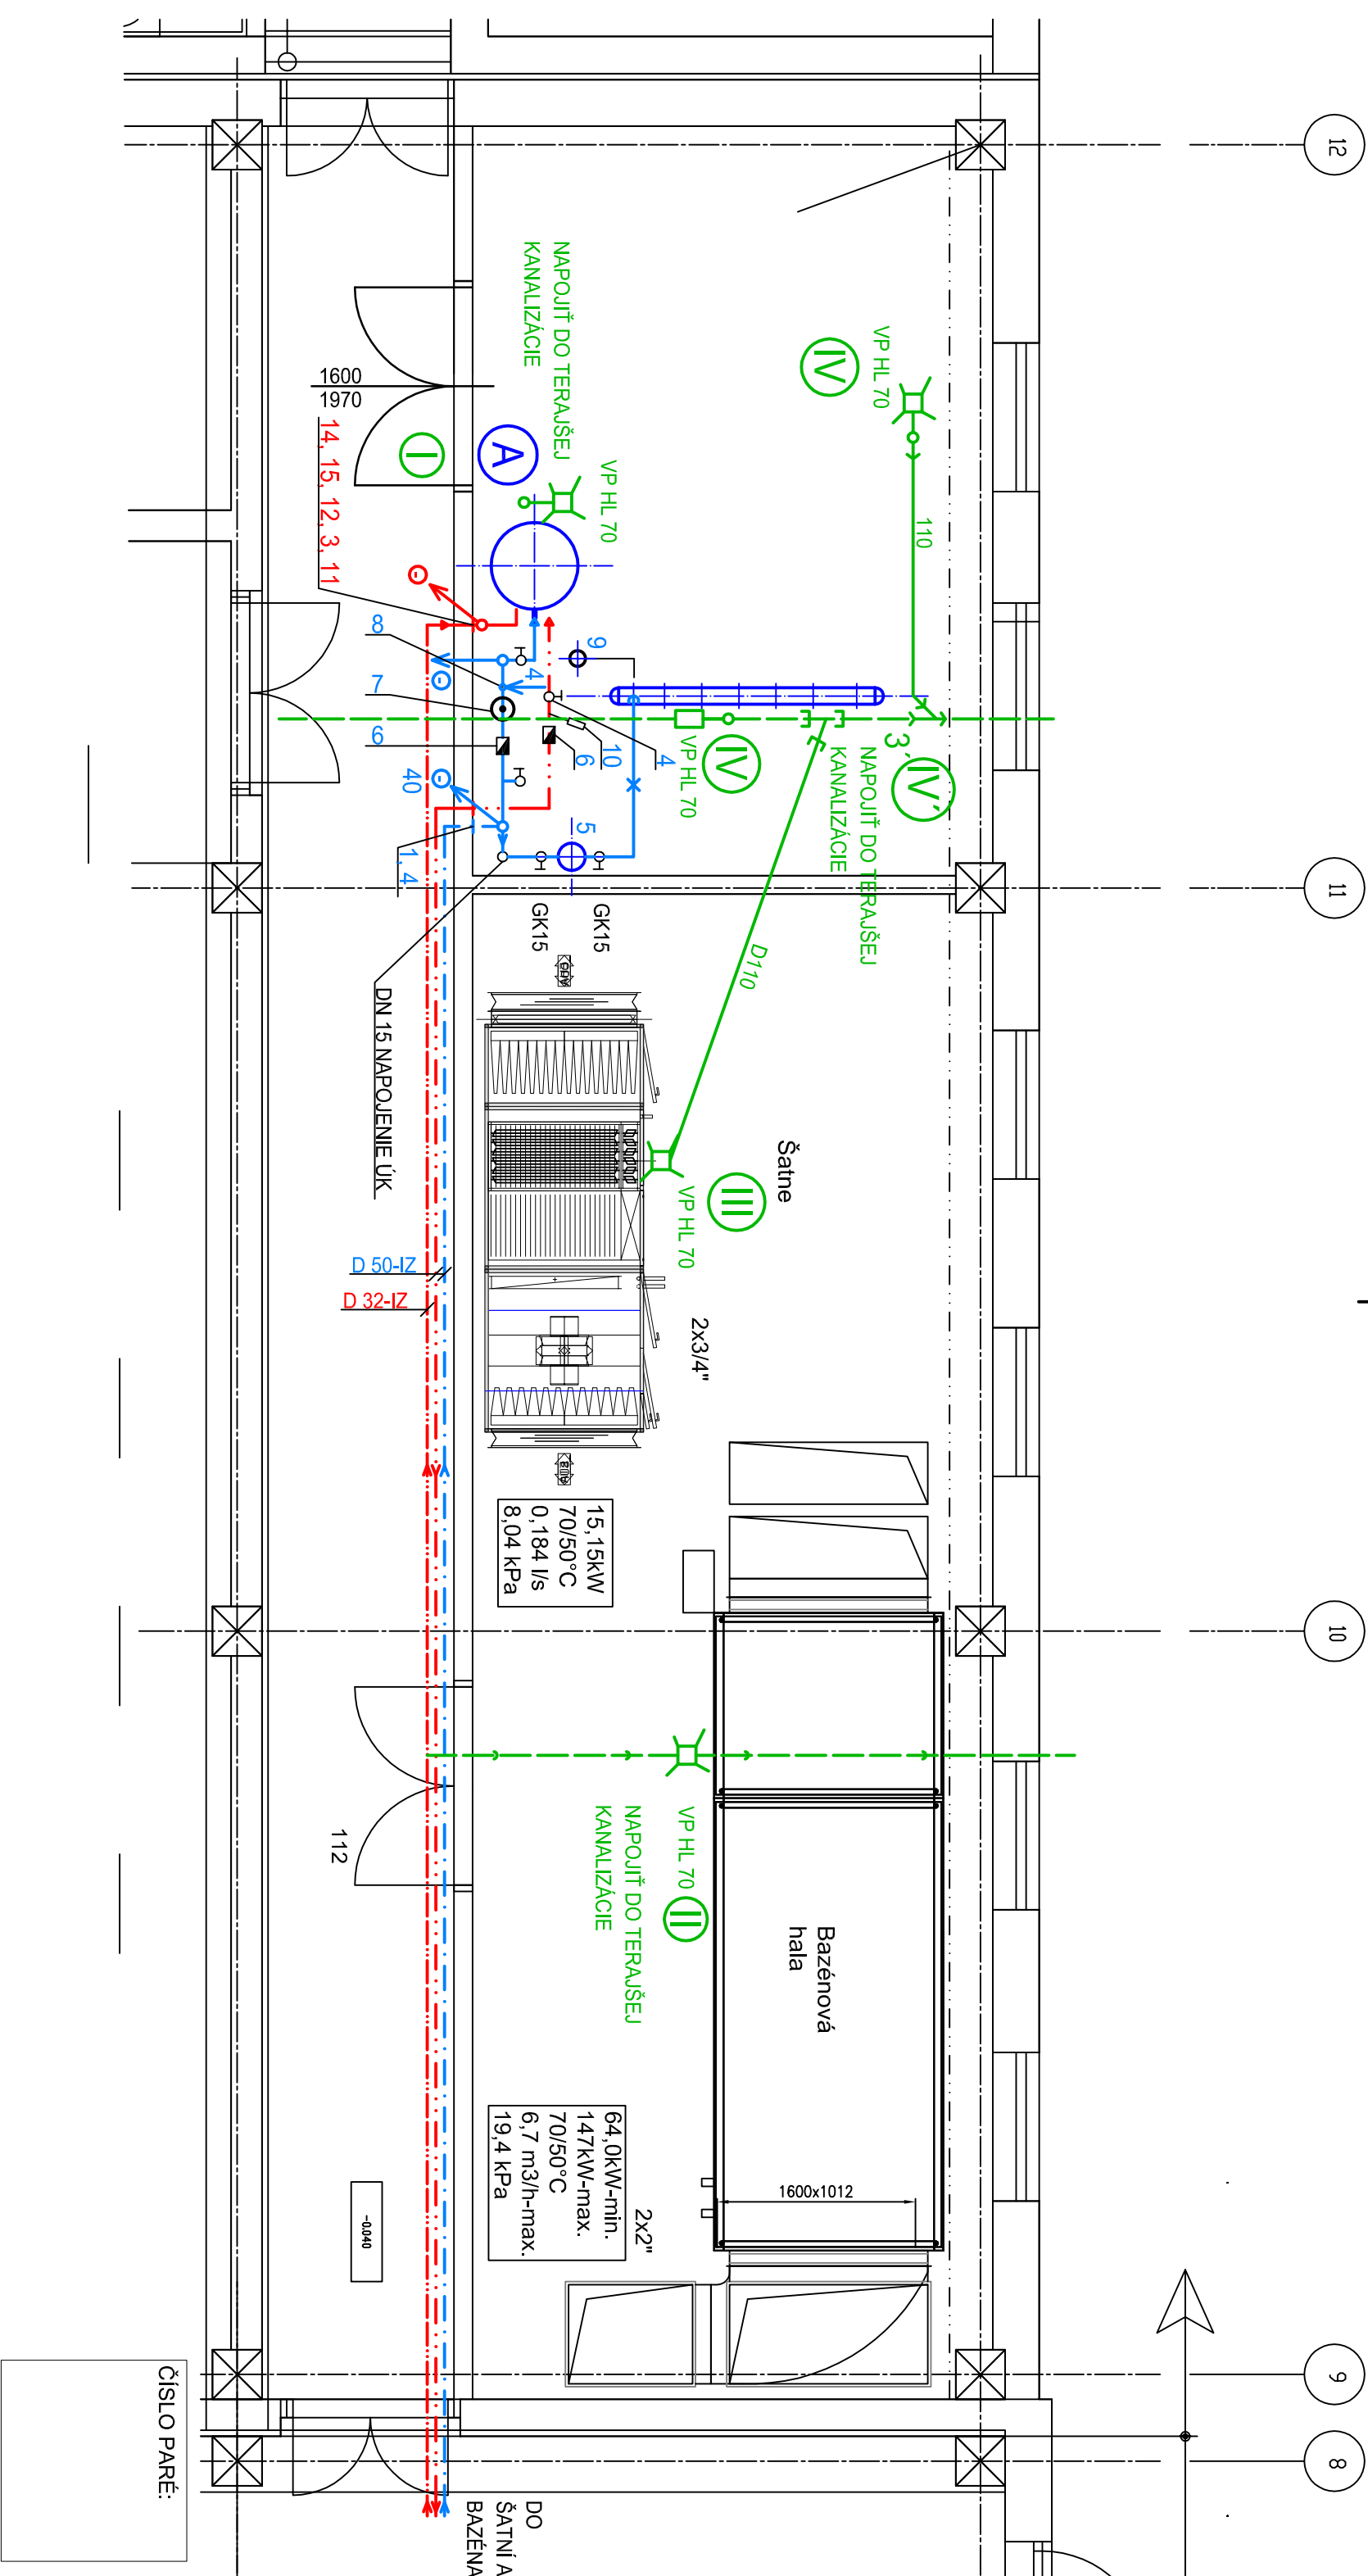 12
11
10
9
8
VP HL 70
IV
110
NAPOJIŤ DO TERAJŠEJ
KANALIZÁCIE
VP HL 70
A
I
1600
1970
14, 15, 12, 3, 11
8
7
6
9
4
4
10
6
5
40
1, 4
VP HL 70
IV
3,
IV'
NAPOJIŤ DO TERAJŠEJ
KANALIZÁCIE
D110
GK15
GK15
DN 15 NAPOJENIE ÚK
Šatne
III
VP HL 70
2x3/4"
D 50-IZ
D 32-IZ
15,15kW
70/50°C
0,184 l/s
8,04 kPa
112
VP HL 70
II
NAPOJIŤ DO TERAJŠEJ
KANALIZÁCIE
Bazénová
hala
1600x1012
2x2"
64,0kW-min.
147kW-max.
70/50°C
6,7 m3/h-max.
19,4 kPa
-0.040
DO
ŠATNÍ A
BAZÉNA
ČÍSLO PARÉ: